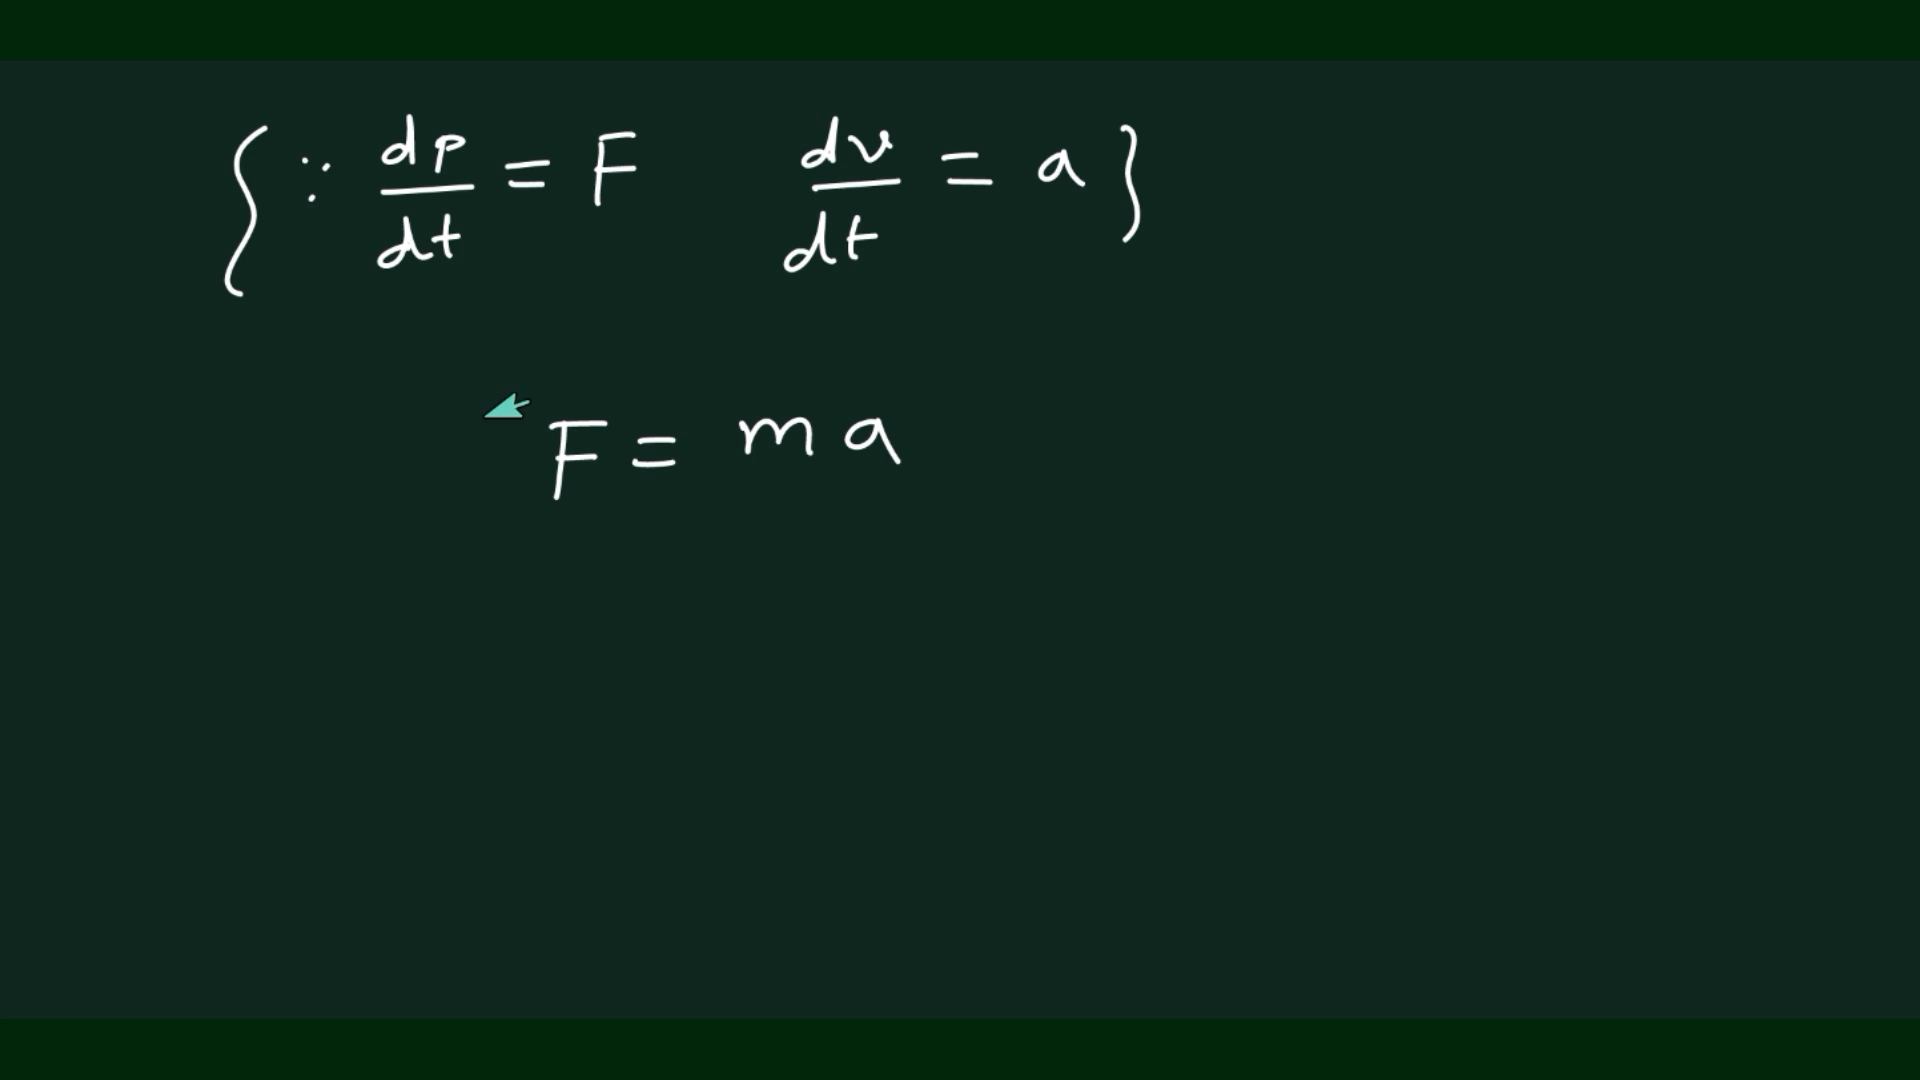 { ∵ dp/dt = F   dv/dt = a }
F = ma